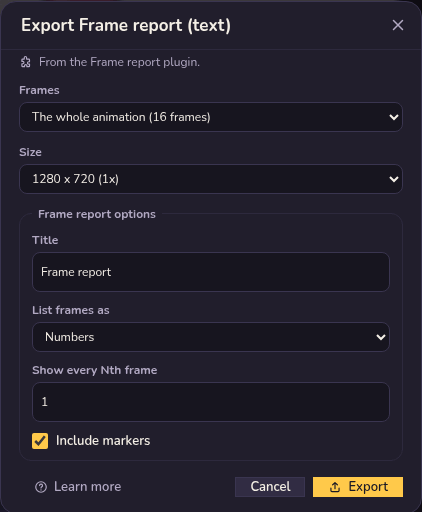 Export Frame report (text)
From the Frame report plugin.
Frames
The whole animation (16 frames)
Size
1280 x 720 (1x)
Frame report options
Title
Frame report
List frames as
Numbers
Show every Nth frame
1
Include markers
Learn more
Cancel
Export